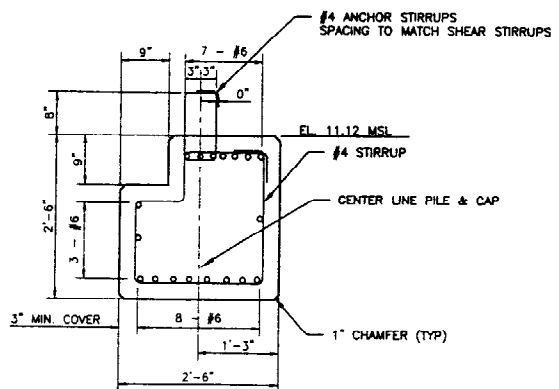 #4 ANCHOR STIRRUPS
SPACING TO MATCH SHEAR STIRRUPS
7 - #6
9"
3" 3"
0"
8"
EL. 11.12 MSL
9"
#4 STIRRUP
2'-6"
3 - #6
CENTER LINE PILE & CAP
3" MIN. COVER
8 - #6
1" CHAMFER (TYP)
1'-3"
2'-6"